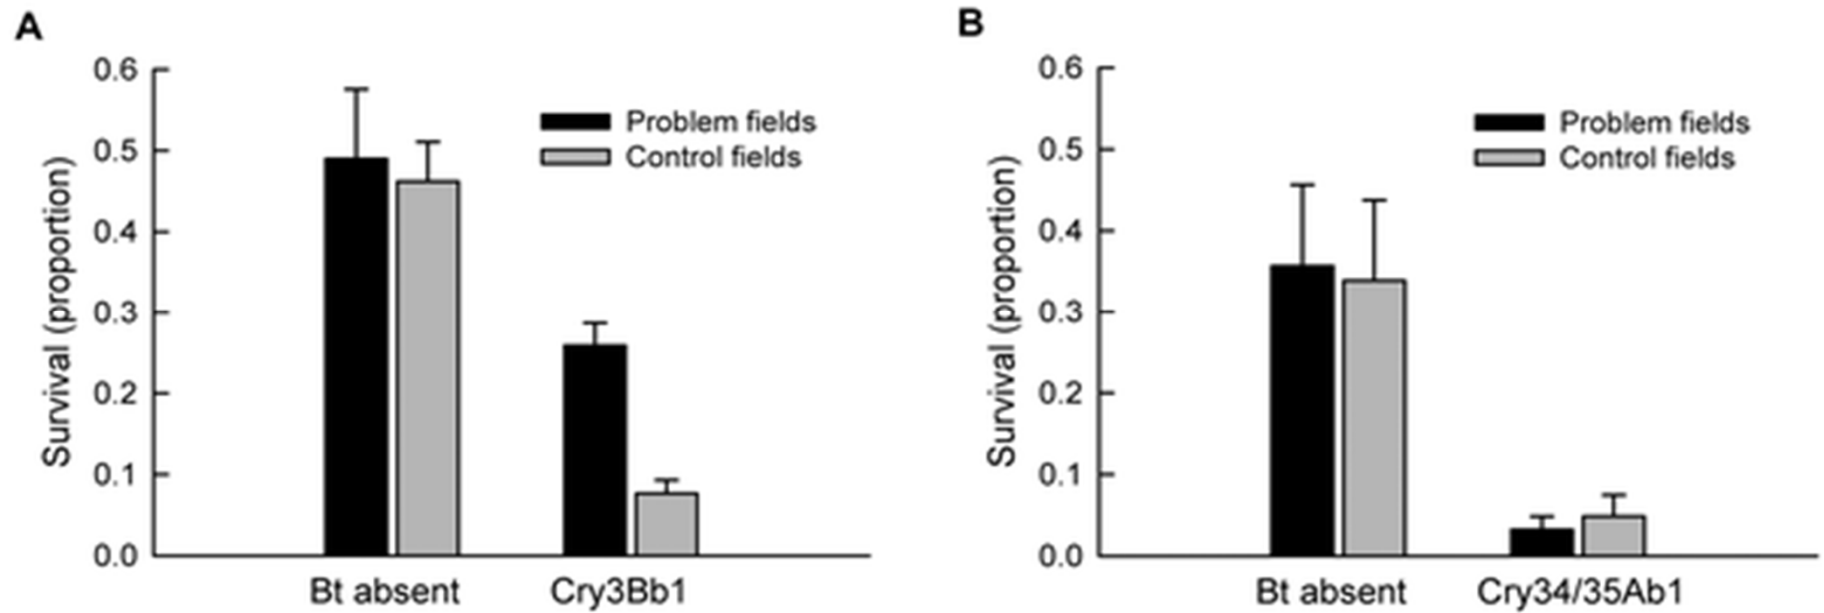 A
Survival (proportion)
0.6
0.5
0.4
0.3
0.2
0.1
0.0
Problem fields
Control fields
Bt absent
Cry3Bb1
B
Survival (proportion)
0.6
0.5
0.4
0.3
0.2
0.1
0.0
Problem fields
Control fields
Bt absent
Cry34/35Ab1